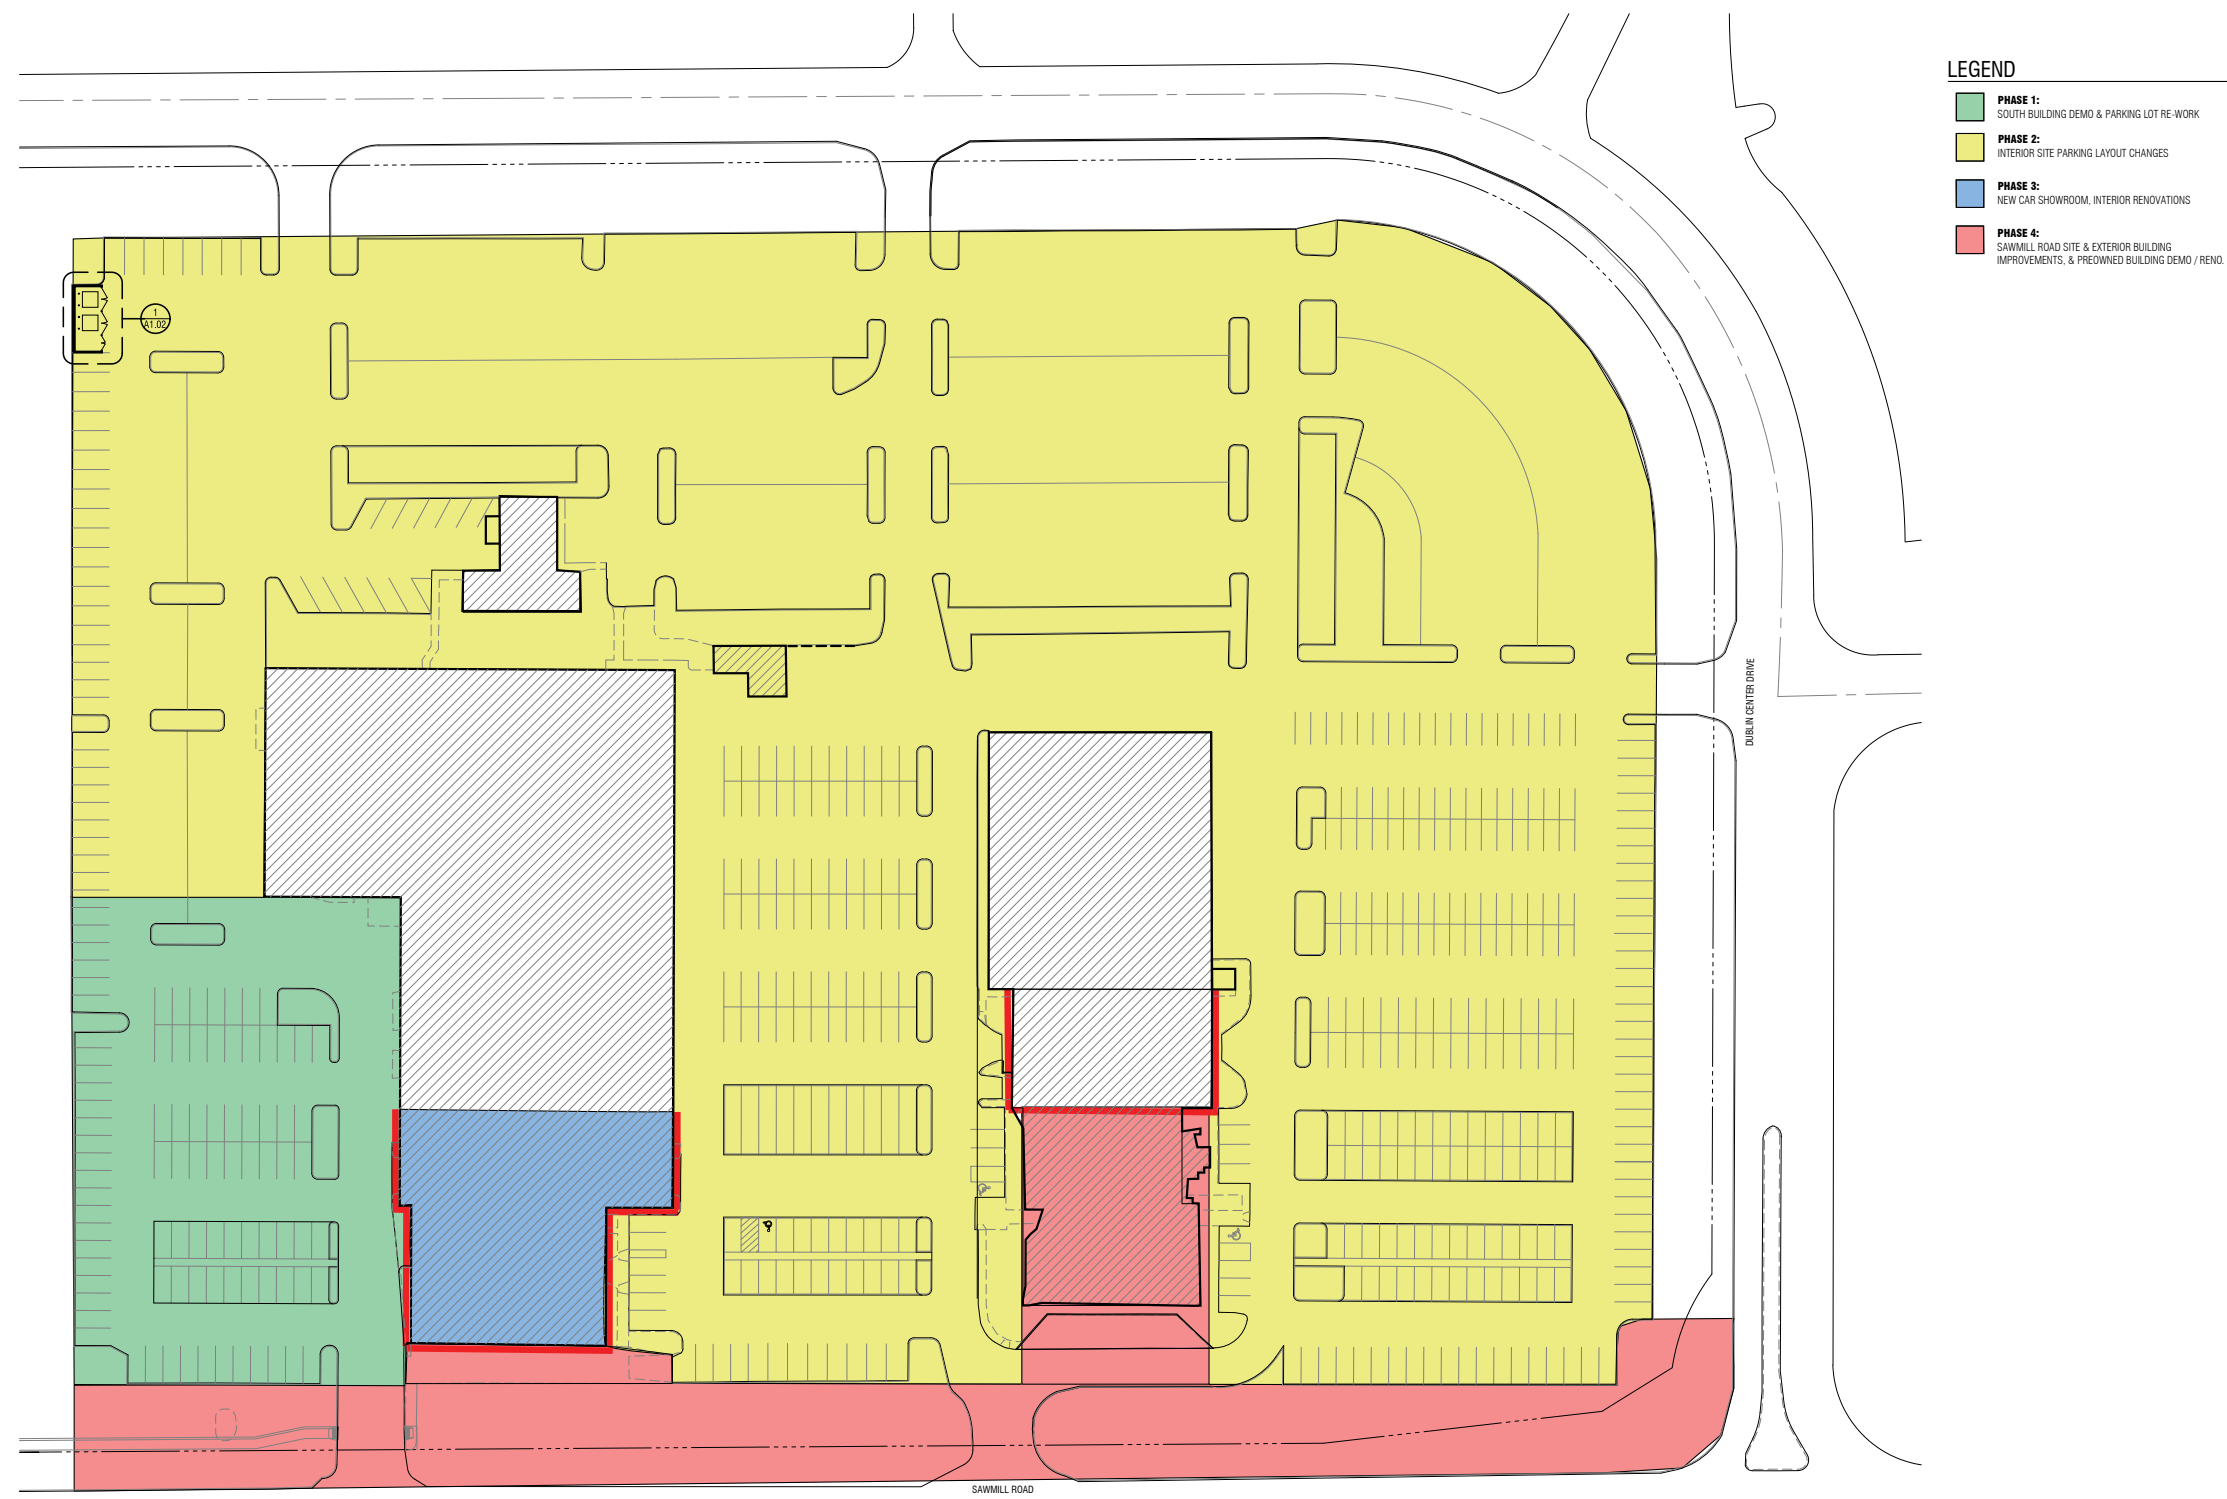 LEGEND
PHASE 1:
SOUTH BUILDING DEMO & PARKING LOT RE-WORK
PHASE 2:
INTERIOR SITE PARKING LAYOUT CHANGES
PHASE 3:
NEW CAR SHOWROOM, INTERIOR RENOVATIONS
PHASE 4:
SAWMILL ROAD SITE & EXTERIOR BUILDING
IMPROVEMENTS, & PREOWNED BUILDING DEMO / RENO.
1
A1.02
DUBLIN CENTER DRIVE
SAWMILL ROAD